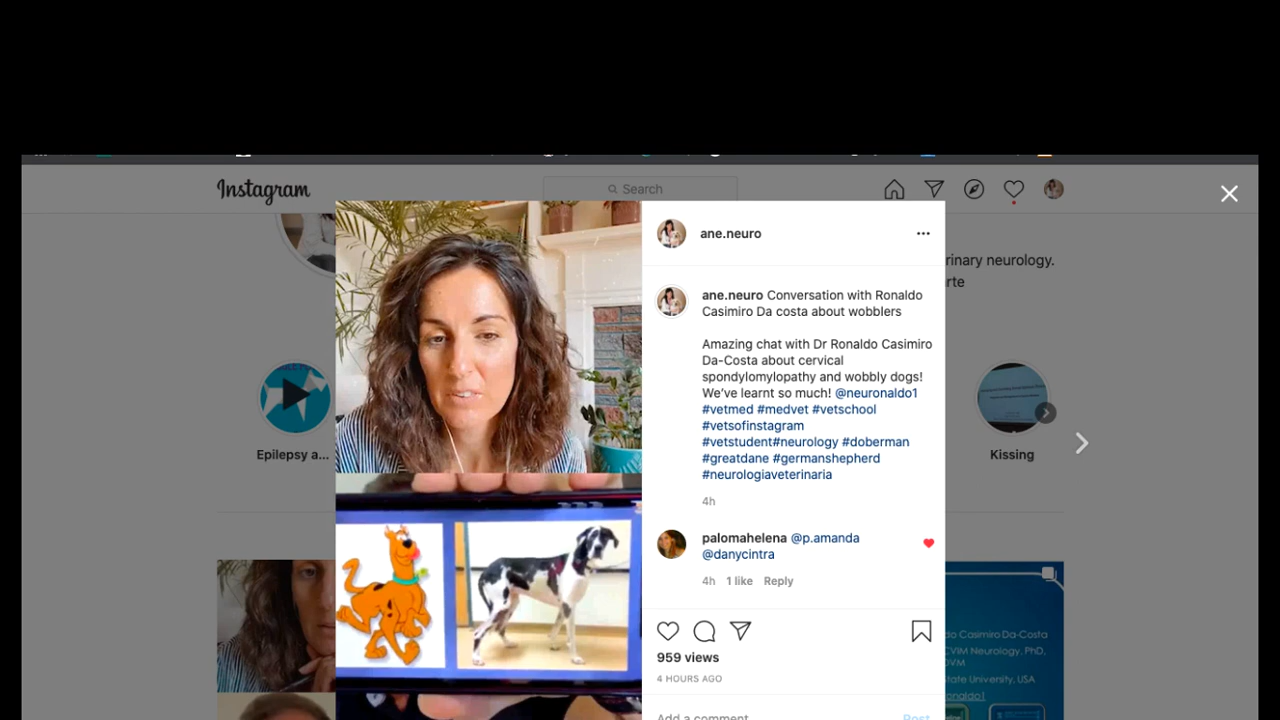 Instagram
Search
ane.neuro
rinary neurology.
rte
ane.neuro Conversation with Ronaldo
Casimiro Da costa about wobblers
Amazing chat with Dr Ronaldo Casimiro
Da-Costa about cervical
spondylomylopathy and wobbly dogs!
We've learnt so much! @neuronaldo1
#vetmed #medvet #vetschool
#vetsofinstagram
#vetstudent#neurology #doberman
#greatdane #germanshepherd
#neurologiaveterinaria
4h
Epilepsy a...
Kissing
palomahelena @p.amanda
@danycintra
4h 1 like Reply
959 views
4 HOURS AGO
do Casimiro Da-Costa
CVIM Neurology, PhD,
DVM
State University, USA
onaldo1
Add a comment
Post